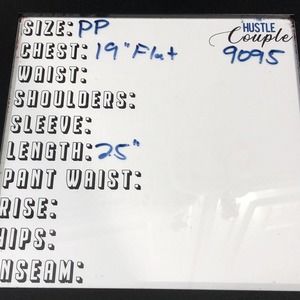 SIZE: PP
HUSTLE
Couple
CHEST: 19" Flat
9095
WAIST:
SHOULDERS:
SLEEVE:
LENGTH: 25"
PANT WAIST:
RISE:
HIPS:
NSEAM: